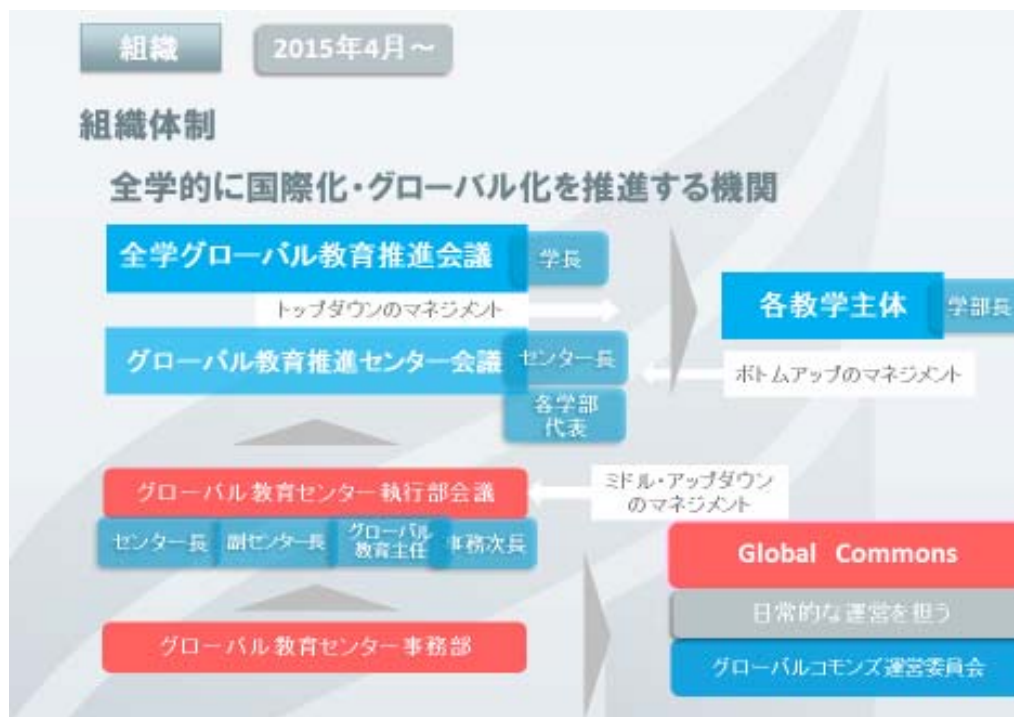 組織
2015年4月～
組織体制
全学的に国際化・グローバル化を推進する機関
全学グローバル教育推進会議
学長
トップダウンのマネジメント
各教学主体
学部長
グローバル教育推進センター会議
センター長
ボトムアップのマネジメント
各学部
代表
グローバル教育センター執行部会議
ミドル・アップダウン
のマネジメント
センター長
副センター長
グローバル
教育主任
事務次長
Global Commons
日常的な運営を担う
グローバル教育センター事務部
グローバルコモンズ運営委員会